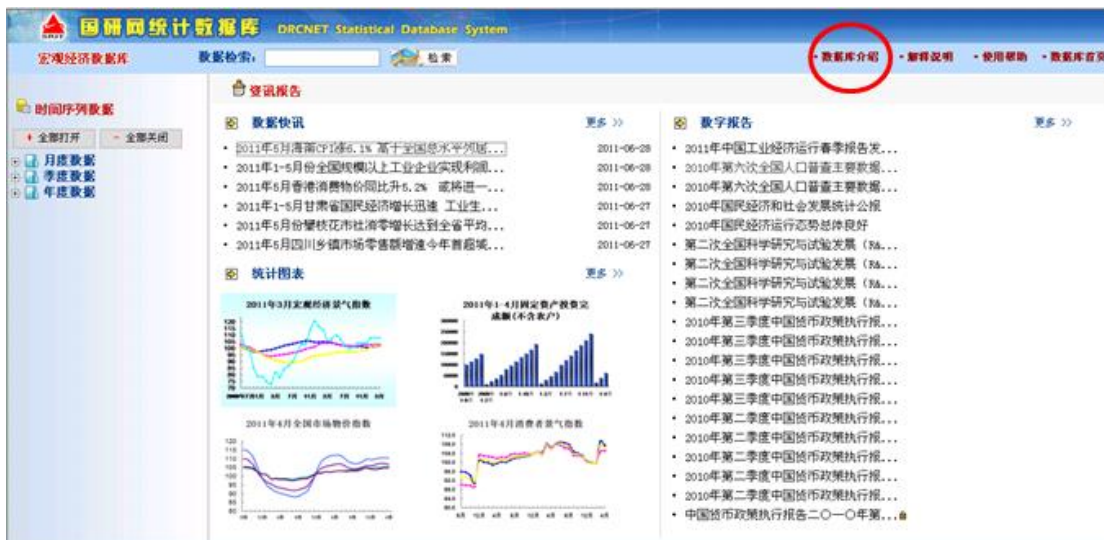 国研网统计数据库 DRCNET Statistical Database System
宏观经济数据库 数据检索: 检索 ·数据库介绍 ·解释说明 ·使用帮助 ·数据库首页
时间序列数据
+ 全部打开 - 全部关闭
月度数据
季度数据
年度数据
资讯报告
数据快讯 更多 >>
· 2011年5月海南CPI涨6.1% 高于全国总水平列居... 2011-06-28
· 2011年1-5月份全国规模以上工业企业实现利润... 2011-06-28
· 2011年5月香港消费物价同比升5.2% 或将进一... 2011-06-28
· 2011年1-5月甘肃省国民经济增长迅速 工业生... 2011-06-27
· 2011年5月份攀枝花市社消零增长达到全省平均... 2011-06-27
· 2011年5月四川乡镇市场零售额增速今年首超城... 2011-06-27
统计图表 更多 >>
2011年3月宏观经济景气指数
2011年1-4月固定资产投资完
成额(不含农户)
2011年4月全国市场物价指数
2011年4月消费者景气指数
数字报告 更多 >>
· 2011年中国工业经济运行春季报告发...
· 2010年第六次全国人口普查主要数据...
· 2010年第六次全国人口普查主要数据...
· 2010年国民经济和社会发展统计公报
· 2010年国民经济运行态势总体良好
· 第二次全国科学研究与试验发展（R&...
· 第二次全国科学研究与试验发展（R&...
· 第二次全国科学研究与试验发展（R&...
· 第二次全国科学研究与试验发展（R&...
· 2010年第三季度中国货币政策执行报...
· 2010年第三季度中国货币政策执行报...
· 2010年第三季度中国货币政策执行报...
· 2010年第三季度中国货币政策执行报...
· 2010年第三季度中国货币政策执行报...
· 2010年第二季度中国货币政策执行报...
· 2010年第二季度中国货币政策执行报...
· 2010年第二季度中国货币政策执行报...
· 2010年第二季度中国货币政策执行报...
· 2010年第二季度中国货币政策执行报...
· 中国货币政策执行报告二〇一〇年第...